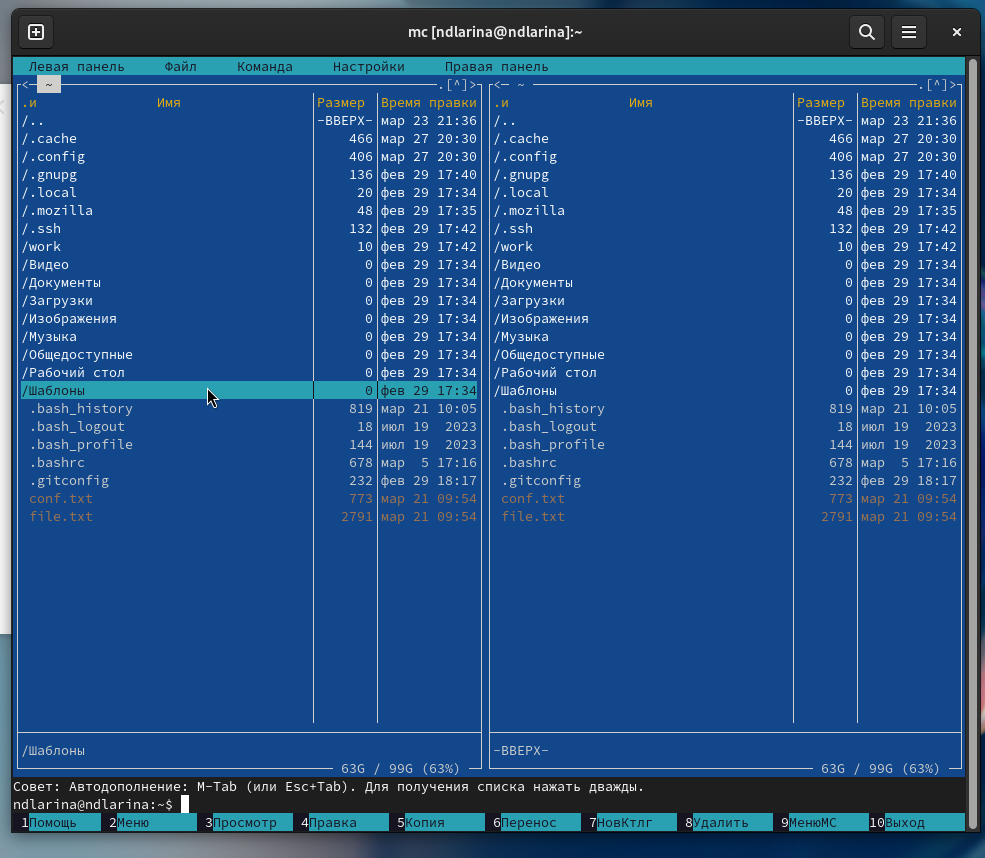 mc [ndlarina@ndlarina]:~
Левая панель Файл Команда Настройки Правая панель
<— ~ .[^]> <— ~ .[^]>
.и Имя Размер Время правки .и Имя Размер Время правки
/.. -ВВЕРХ- мар 23 21:36 /.. -ВВЕРХ- мар 23 21:36
/.cache 466 мар 27 20:30 /.cache 466 мар 27 20:30
/.config 406 мар 27 20:30 /.config 406 мар 27 20:30
/.gnupg 136 фев 29 17:40 /.gnupg 136 фев 29 17:40
/.local 20 фев 29 17:34 /.local 20 фев 29 17:34
/.mozilla 48 фев 29 17:35 /.mozilla 48 фев 29 17:35
/.ssh 132 фев 29 17:42 /.ssh 132 фев 29 17:42
/work 10 фев 29 17:42 /work 10 фев 29 17:42
/Видео 0 фев 29 17:34 /Видео 0 фев 29 17:34
/Документы 0 фев 29 17:34 /Документы 0 фев 29 17:34
/Загрузки 0 фев 29 17:34 /Загрузки 0 фев 29 17:34
/Изображения 0 фев 29 17:34 /Изображения 0 фев 29 17:34
/Музыка 0 фев 29 17:34 /Музыка 0 фев 29 17:34
/Общедоступные 0 фев 29 17:34 /Общедоступные 0 фев 29 17:34
/Рабочий стол 0 фев 29 17:34 /Рабочий стол 0 фев 29 17:34
/Шаблоны 0 фев 29 17:34 /Шаблоны 0 фев 29 17:34
.bash_history 819 мар 21 10:05 .bash_history 819 мар 21 10:05
.bash_logout 18 июл 19 2023 .bash_logout 18 июл 19 2023
.bash_profile 144 июл 19 2023 .bash_profile 144 июл 19 2023
.bashrc 678 мар 5 17:16 .bashrc 678 мар 5 17:16
.gitconfig 232 фев 29 18:17 .gitconfig 232 фев 29 18:17
conf.txt 773 мар 21 09:54 conf.txt 773 мар 21 09:54
file.txt 2791 мар 21 09:54 file.txt 2791 мар 21 09:54
/Шаблоны -ВВЕРХ-
63G / 99G (63%) 63G / 99G (63%)
Совет: Автодополнение: M-Tab (или Esc+Tab). Для получения списка нажать дважды.
ndlarina@ndlarina:~$
1Помощь 2Меню 3Просмотр 4Правка 5Копия 6Перенос 7НовКтлг 8Удалить 9МенюMC 10Выход